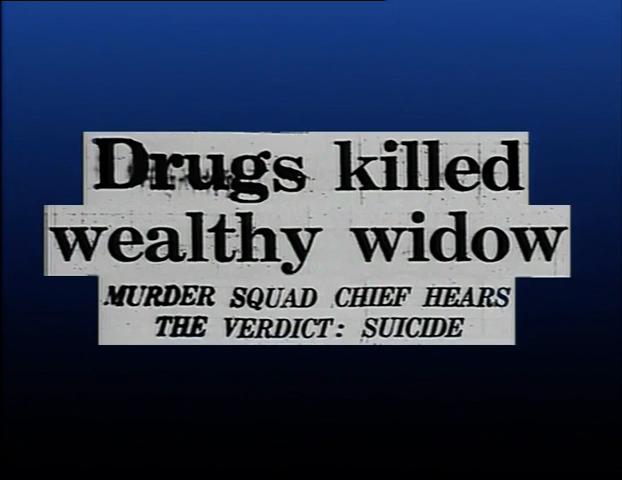 Drugs killed
wealthy widow
MURDER SQUAD CHIEF HEARS
THE VERDICT: SUICIDE